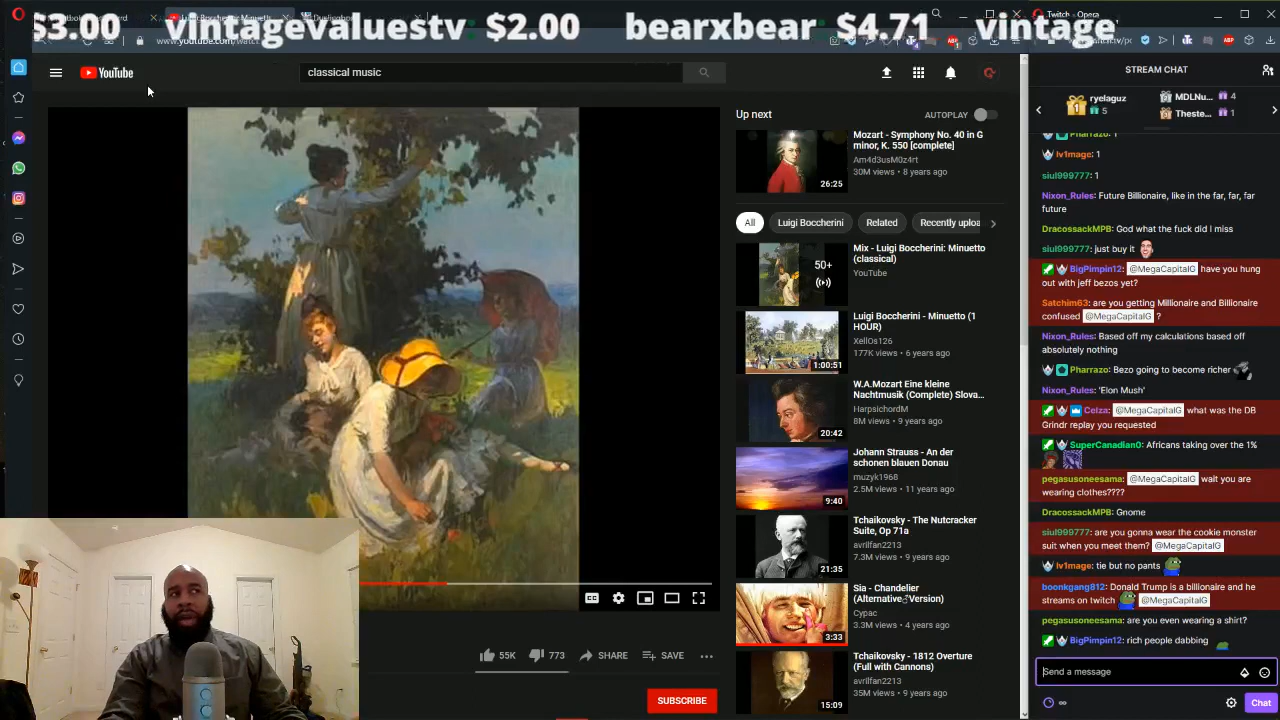 $3.00 vintagevaluestv $2.00 bearxbear $4.71 vintage
Twitch - Opera
YouTube
classical music
Up next
AUTOPLAY
Mozart - Symphony No. 40 in G
minor, K. 550 [complete]
Am4d3usM0z4rt
30M views • 8 years ago
26:25
All
Luigi Boccherini
Related
Recently uploa
Mix - Luigi Boccherini: Minuetto
(classical)
YouTube
50+
Luigi Boccherini - Minuetto (1
HOUR)
XellOs126
177K views • 6 years ago
1:00:51
W.A.Mozart Eine kleine
Nachtmusik (Complete) Slova...
HarpsichordM
8M views • 9 years ago
20:42
Johann Strauss - An der
schonen blauen Donau
muzyk1968
2.5M views • 11 years ago
9:40
Tchaikovsky - The Nutcracker
Suite, Op 71a
avrilfan2213
7.3M views • 9 years ago
21:35
Sia - Chandelier
(Alternative Version)
Cypac
3.3M views • 4 years ago
3:33
Tchaikovsky - 1812 Overture
(Full with Cannons)
avrilfan2213
35M views • 9 years ago
15:09
55K
773
SHARE
SAVE
SUBSCRIBE
STREAM CHAT
ryelaguz
5
MDLNu... 4
Theste... 1
Pharrazo: 1
lv1mage: 1
siul999777: 1
Nixon_Rules: Future Billionaire, like in the far, far, far
future
DracossackMPB: God what the fuck did I miss
siul999777: just buy it
BigPimpin12: @MegaCapitalG have you hung
out with jeff bezos yet?
Satchim63: are you getting Millionaire and Billionaire
confused @MegaCapitalG ?
Nixon_Rules: Based off my calculations based off
absolutely nothing
Pharrazo: Bezo going to become richer
Nixon_Rules: 'Elon Mush'
Celza: @MegaCapitalG what was the DB
Grindr replay you requested
SuperCanadian0: Africans taking over the 1%
pegasusoneesama: @MegaCapitalG wait you are
wearing clothes????
DracossackMPB: Gnome
siul999777: are you gonna wear the cookie monster
suit when you meet them? @MegaCapitalG
lv1mage: tie but no pants
boonkgang812: Donald Trump is a billionaire and he
streams on twitch @MegaCapitalG
pegasusoneesama: are you even wearing a shirt?
BigPimpin12: rich people dabbing
Send a message
Chat